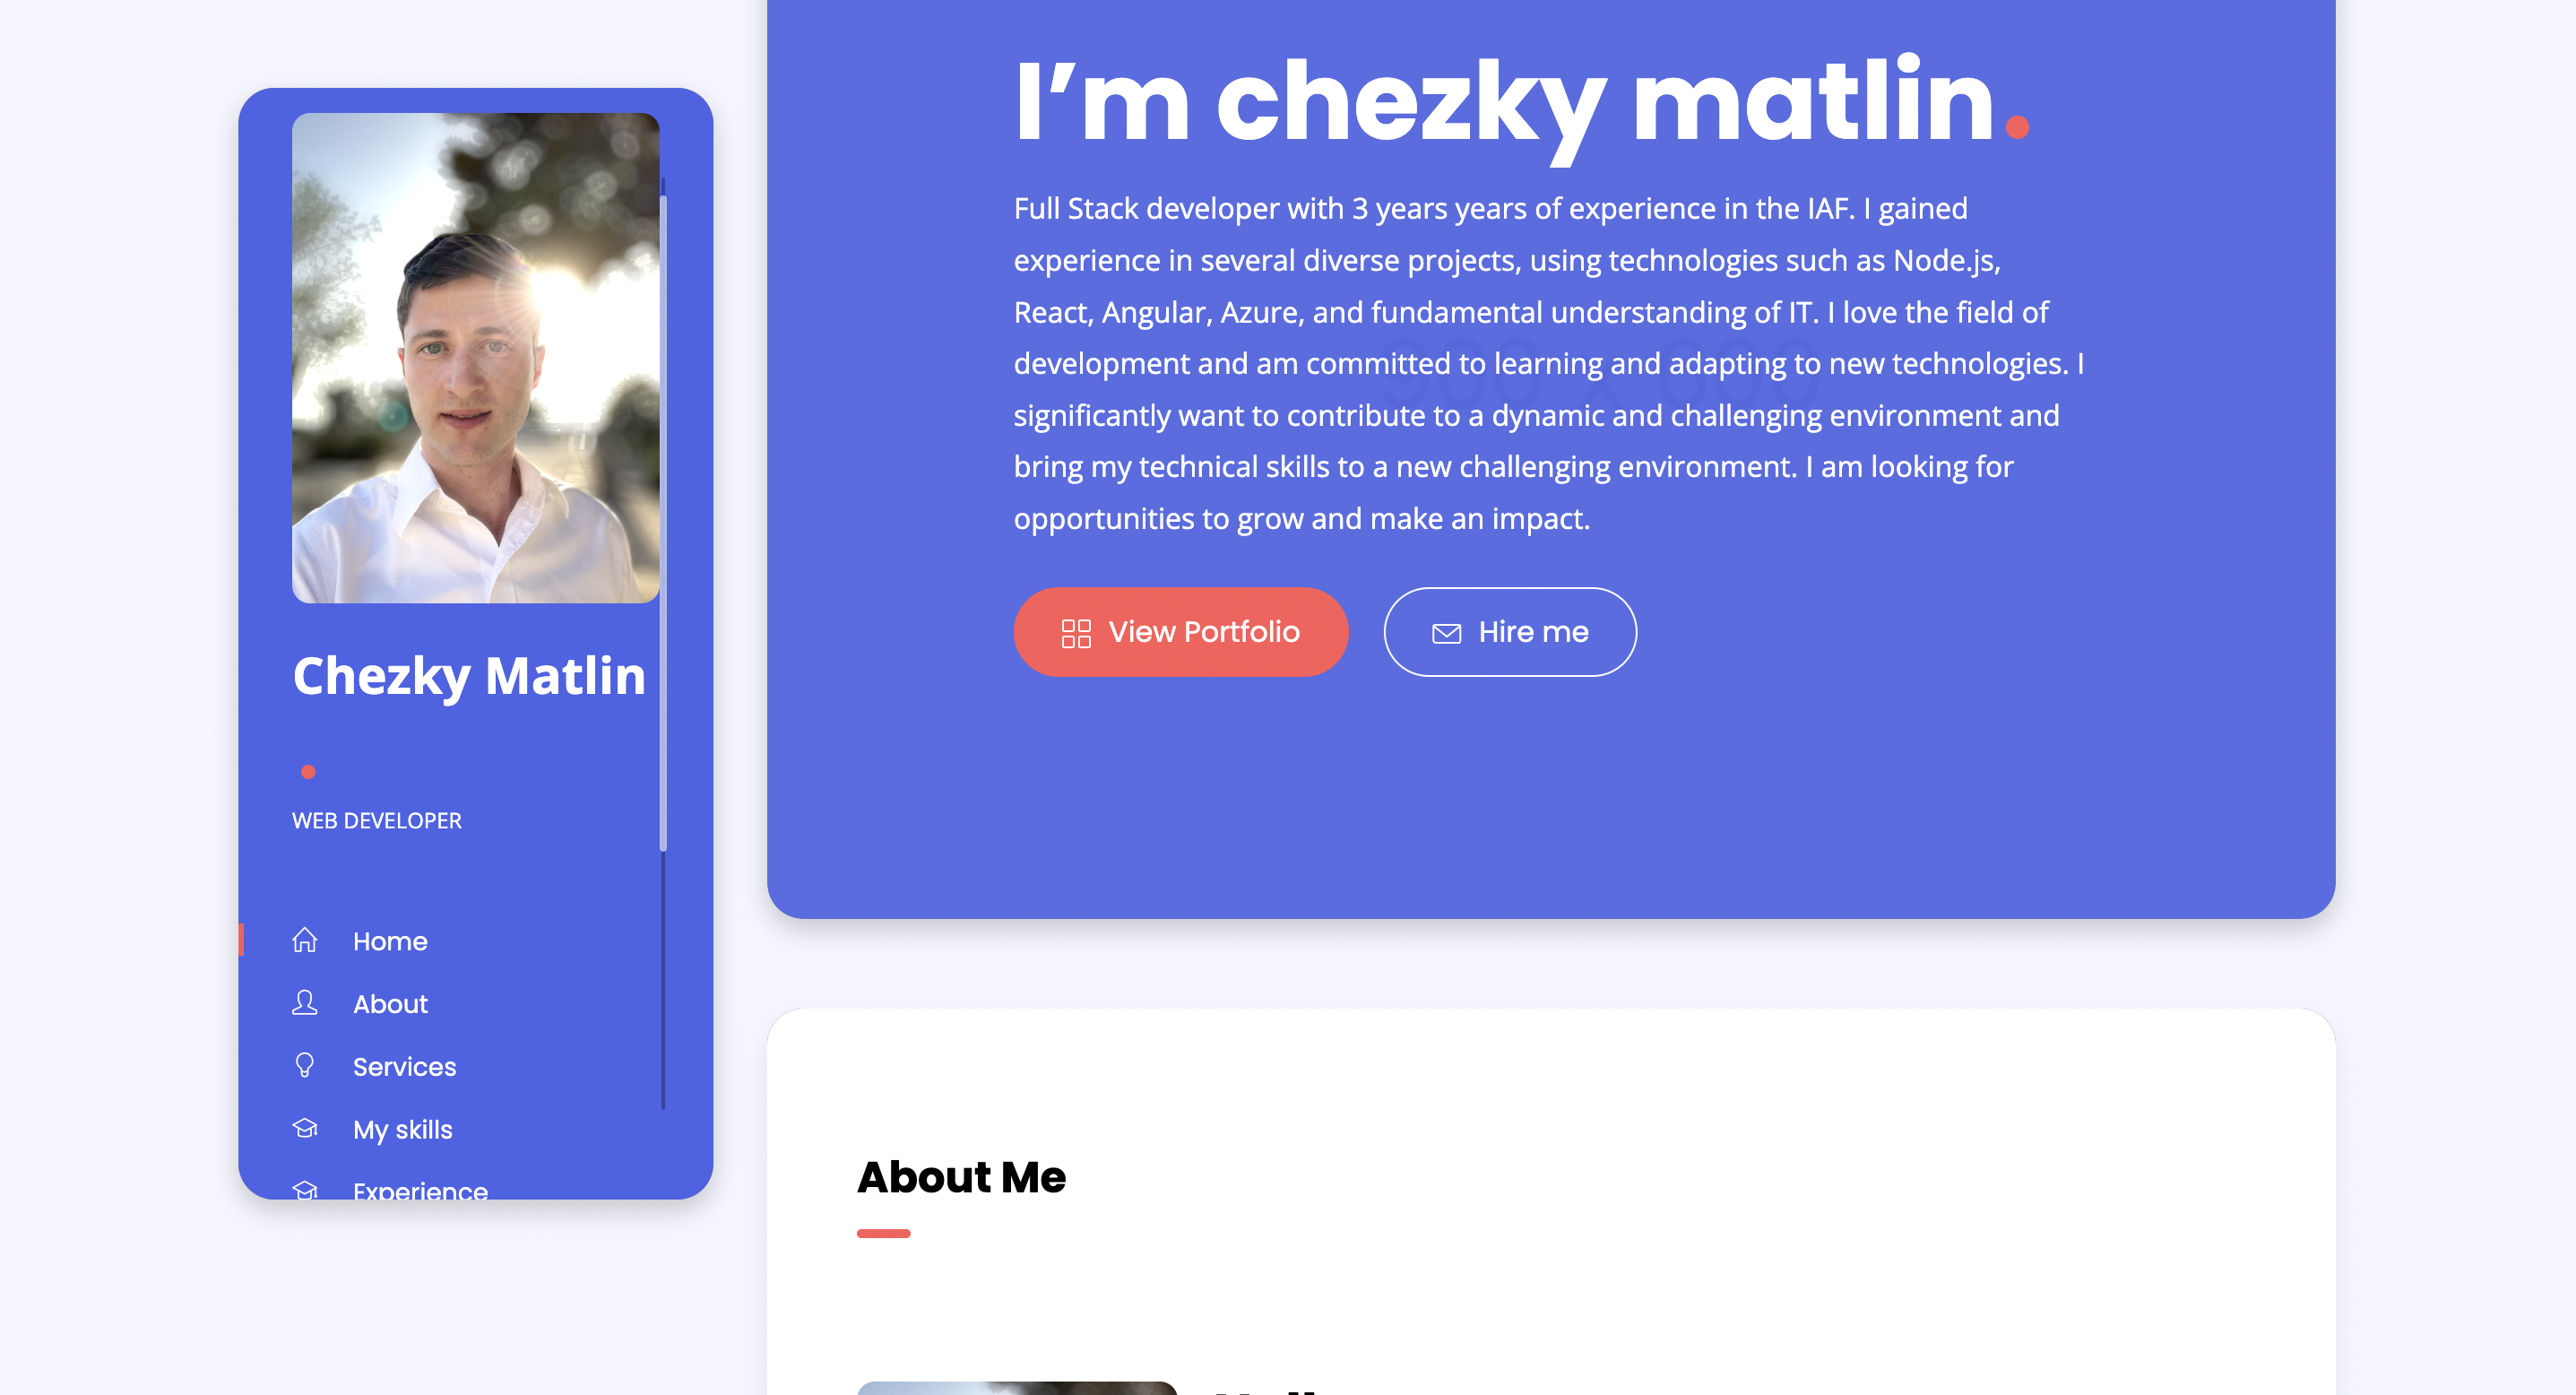 Chezky Matlin
WEB DEVELOPER
Home
About
Services
My skills
Experience
I’m chezky matlin.
Full Stack developer with 3 years years of experience in the IAF. I gained
experience in several diverse projects, using technologies such as Node.js,
React, Angular, Azure, and fundamental understanding of IT. I love the field of
development and am committed to learning and adapting to new technologies. I
significantly want to contribute to a dynamic and challenging environment and
bring my technical skills to a new challenging environment. I am looking for
opportunities to grow and make an impact.
900 x 600
View Portfolio
Hire me
About Me